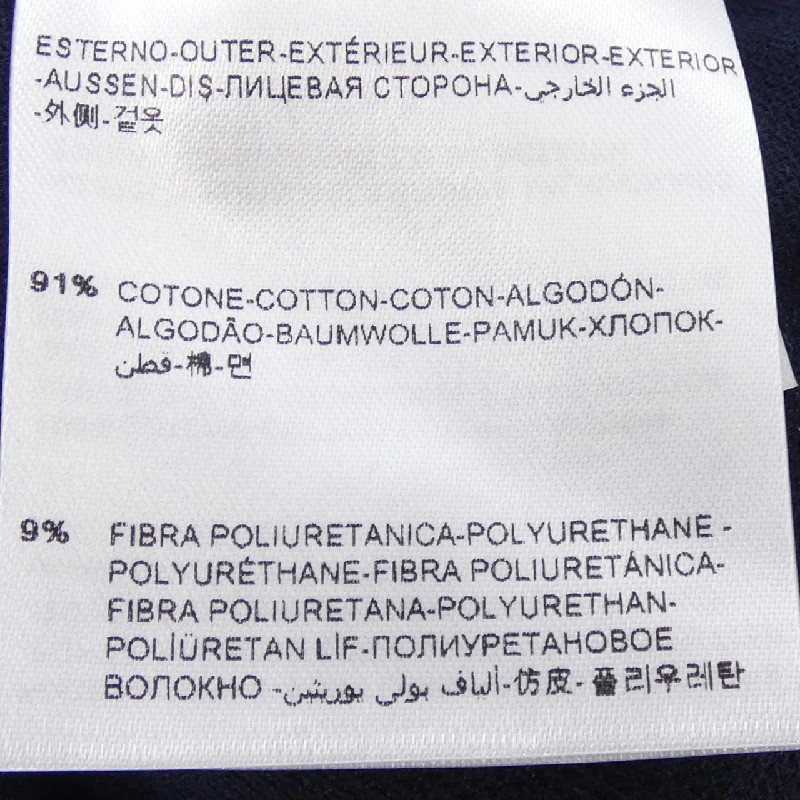 ESTERNO-OUTER-EXTÉRIEUR-EXTERIOR-EXTERIOR
-AUSSEN-DIŞ-ЛИЦЕВАЯ СТОРОНА-الجزء الخارجي
-外側-겉옷
91% COTONE-COTTON-COTON-ALGODÓN-
ALGODÃO-BAUMWOLLE-PAMUK-ХЛОПОК-
قطن-棉-면
9% FIBRA POLIURETANICA-POLYURETHANE -
POLYURÉTHANE-FIBRA POLIURETÁNICA-
FIBRA POLIURETANA-POLYURETHAN-
POLİÜRETAN LİF-ПОЛИУРЕТАНОВОЕ
ВОЛОКНО -ألياف بولي يوريثين-仿皮-폴리우레탄